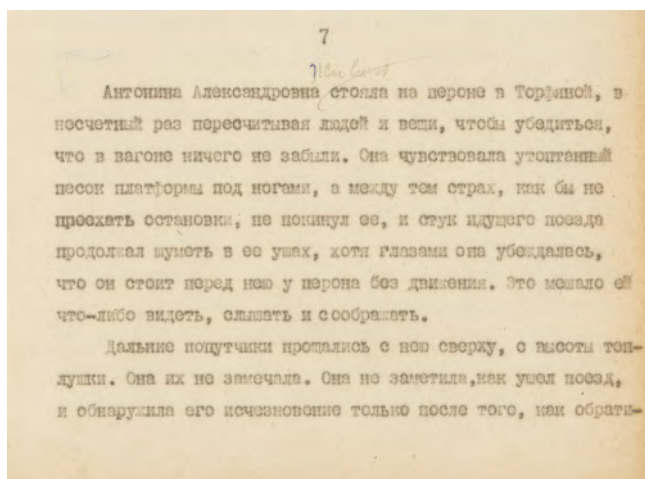 7
Антонина Александровна стояла на пероне в Торфяной, в
несчетный раз пересчитывая людей и вещи, чтобы убедиться,
что в вагоне ничего не забыли. Она чувствовала утоптанный
песок платформы под ногами, а между тем страх, как бы не
проехать остановки, не покинул ее, и стук идущего поезда
продолжал шуметь в ее ушах, хотя глазами она убеждалась,
что он стоит перед нею у перона без движения. Это мешало ей
что-либо видеть, слышать и соображать.
Дальние попутчики прощались с нею сверху, с высоты теп-
лушки. Она их не замечала. Она не заметила,как ушел поезд,
и обнаружила его исчезновение только после того, как обрати-